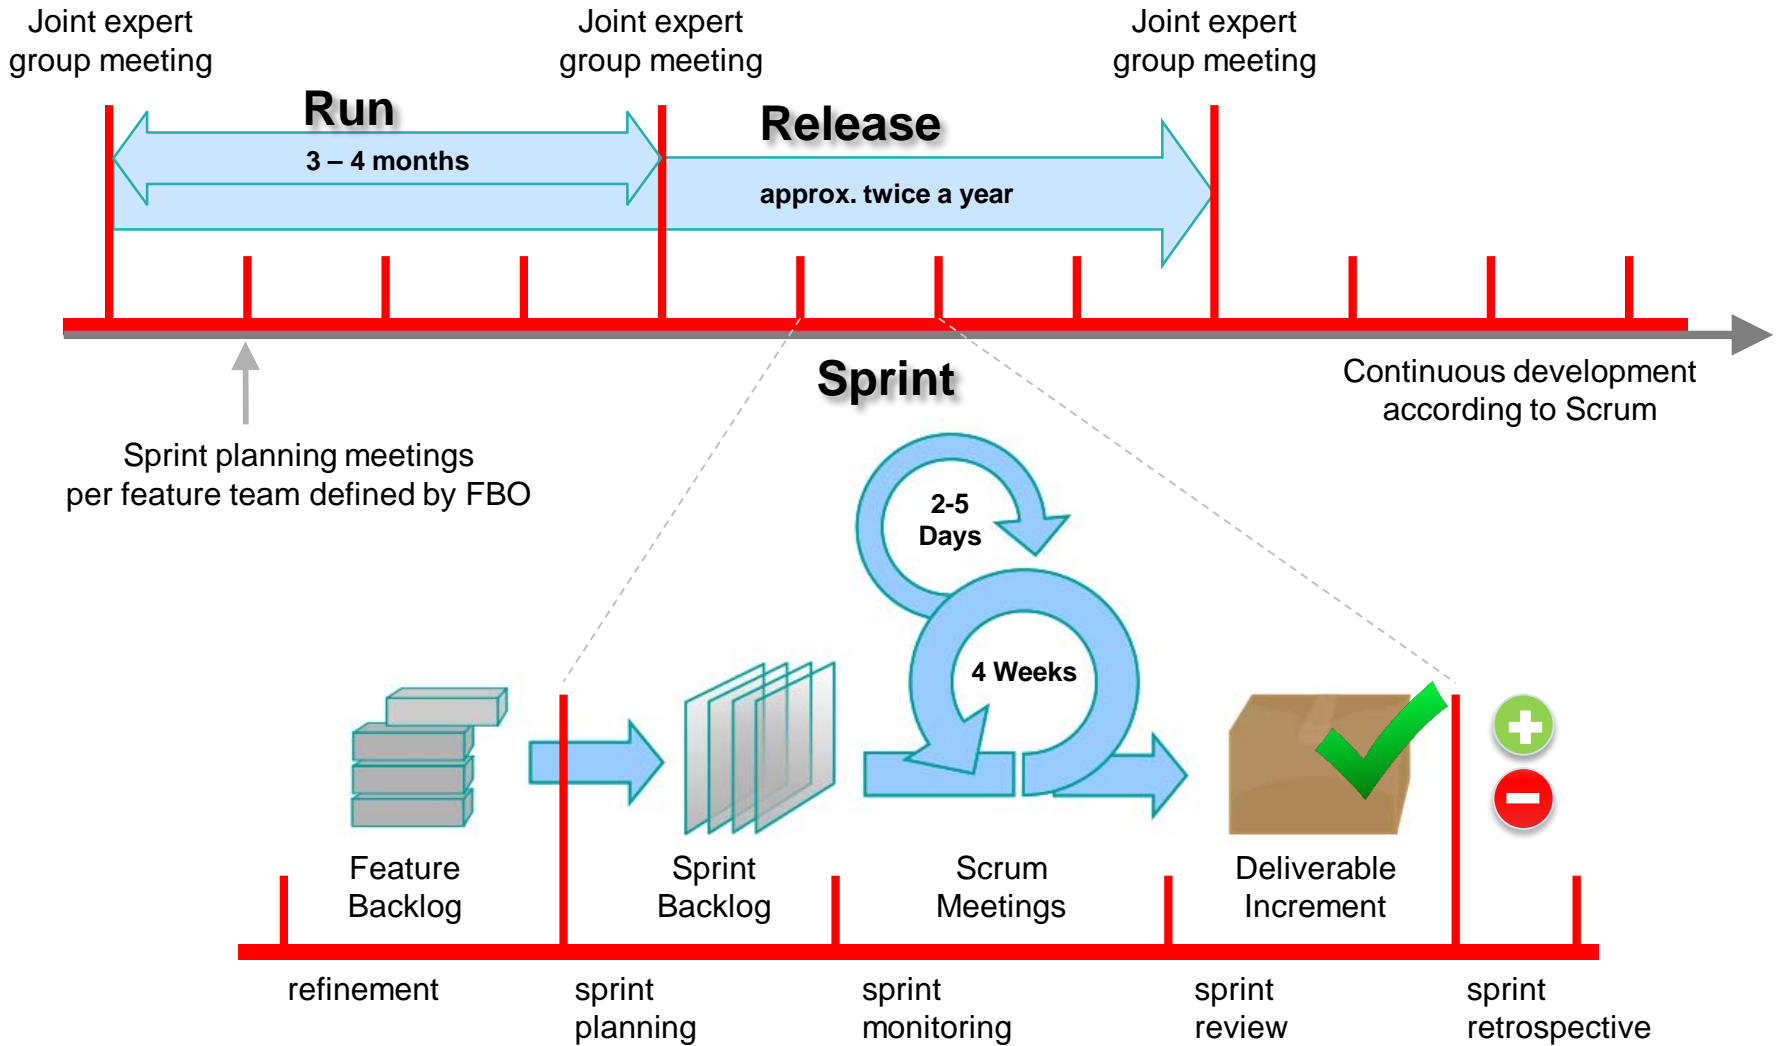 Joint expert
group meeting
Joint expert
group meeting
Joint expert
group meeting
Run
3 – 4 months
Release
approx. twice a year
Sprint
Continuous development
according to Scrum
Sprint planning meetings
per feature team defined by FBO
2-5
Days
4 Weeks
Feature
Backlog
Sprint
Backlog
Scrum
Meetings
Deliverable
Increment
refinement
sprint
planning
sprint
monitoring
sprint
review
sprint
retrospective